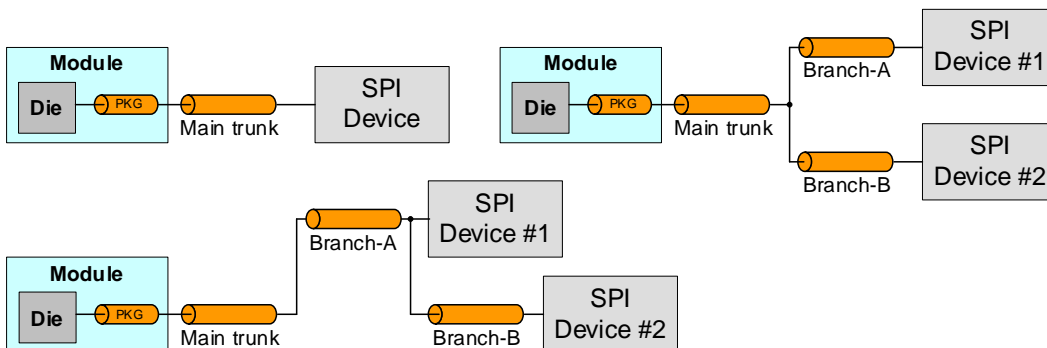 Module
Die
PKG
Main trunk
SPI
Device
Module
Die
PKG
Main trunk
Branch-A
SPI
Device #1
Branch-B
SPI
Device #2
Module
Die
PKG
Main trunk
Branch-A
SPI
Device #1
Branch-B
SPI
Device #2